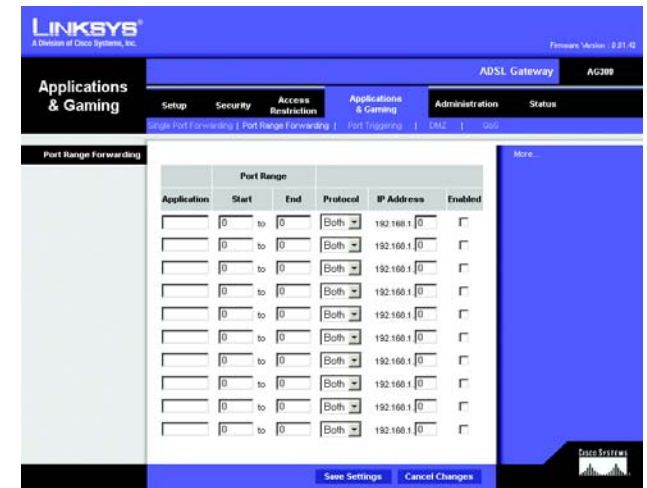 LINKSYS®
A Division of Cisco Systems, Inc.
Firmware Version : 0.01.42
ADSL Gateway AG300
Applications & Gaming
Setup Security Access Restriction Applications & Gaming Administration Status
Single Port Forwarding | Port Range Forwarding | Port Triggering | DMZ | QoS
Port Range Forwarding
More...
Port Range
Application Start End Protocol IP Address Enabled
0 to 0 Both 192.168.1. 0
0 to 0 Both 192.168.1. 0
0 to 0 Both 192.168.1. 0
0 to 0 Both 192.168.1. 0
0 to 0 Both 192.168.1. 0
0 to 0 Both 192.168.1. 0
0 to 0 Both 192.168.1. 0
0 to 0 Both 192.168.1. 0
0 to 0 Both 192.168.1. 0
0 to 0 Both 192.168.1. 0
Save Settings Cancel Changes
Cisco Systems